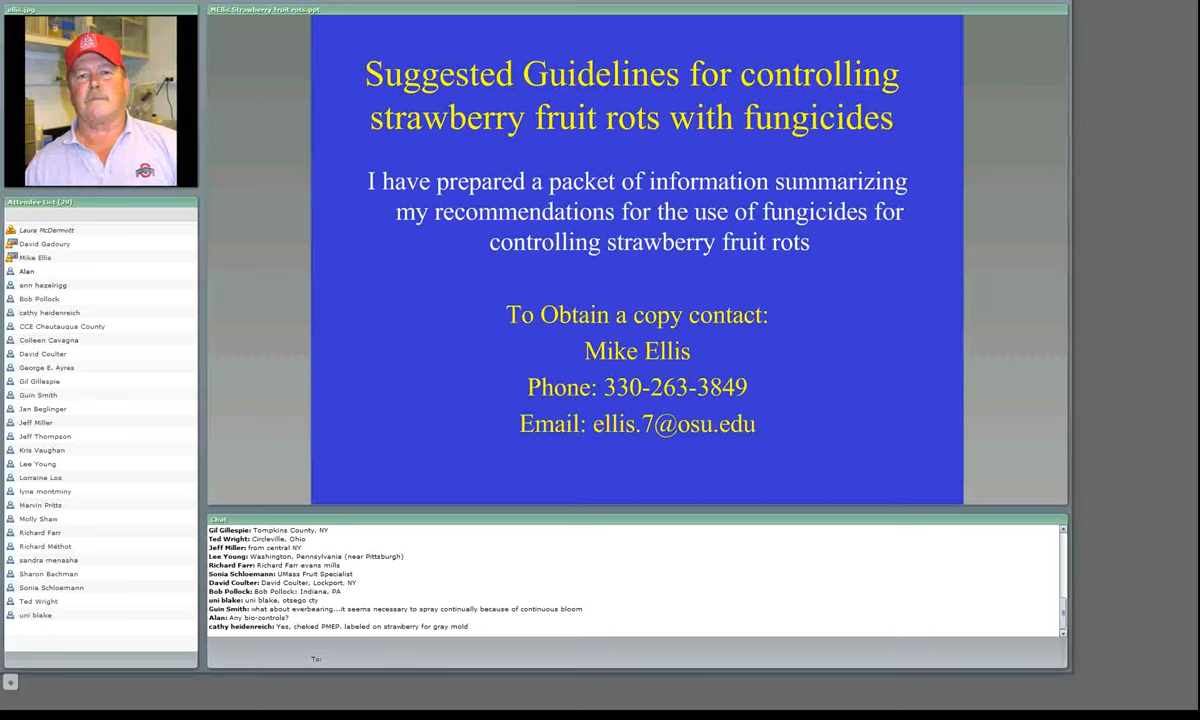 ellis.jpg
MEllis Strawberry fruit rots.ppt
Suggested Guidelines for controlling
strawberry fruit rots with fungicides
I have prepared a packet of information summarizing
my recommendations for the use of fungicides for
controlling strawberry fruit rots
To Obtain a copy contact:
Mike Ellis
Phone: 330-263-3849
Email: ellis.7@osu.edu
Attendee List (29)
Laura McDermott
David Gadoury
Mike Ellis
Alan
ann hazelrigg
Bob Pollock
cathy heidenreich
CCE Chautauqua County
Colleen Cavagna
David Coulter
George E. Ayres
Gil Gillespie
Guin Smith
Jan Beglinger
Jeff Miller
Jeff Thompson
Kris Vaughan
Lee Young
Lorraine Los
lyne montminy
Marvin Pritts
Molly Shaw
Richard Farr
Richard Méthot
sandra menasha
Sharon Bachman
Sonia Schloemann
Ted Wright
uni blake
Chat
Gil Gillespie: Tompkins County, NY
Ted Wright: Circleville, Ohio
Jeff Miller: from central NY
Lee Young: Washington, Pennsylvania (near Pittsburgh)
Richard Farr: Richard Farr evans mills
Sonia Schloemann: UMass Fruit Specialist
David Coulter: David Coulter, Lockport, NY
Bob Pollock: Bob Pollock: Indiana, PA
uni blake: uni blake, otsego cty
Guin Smith: what about everbearing...it seems necessary to spray continually because of continuous bloom
Alan: Any bio-controls?
cathy heidenreich: Yes, cheked PMEP. labeled on strawberry for gray mold
To: